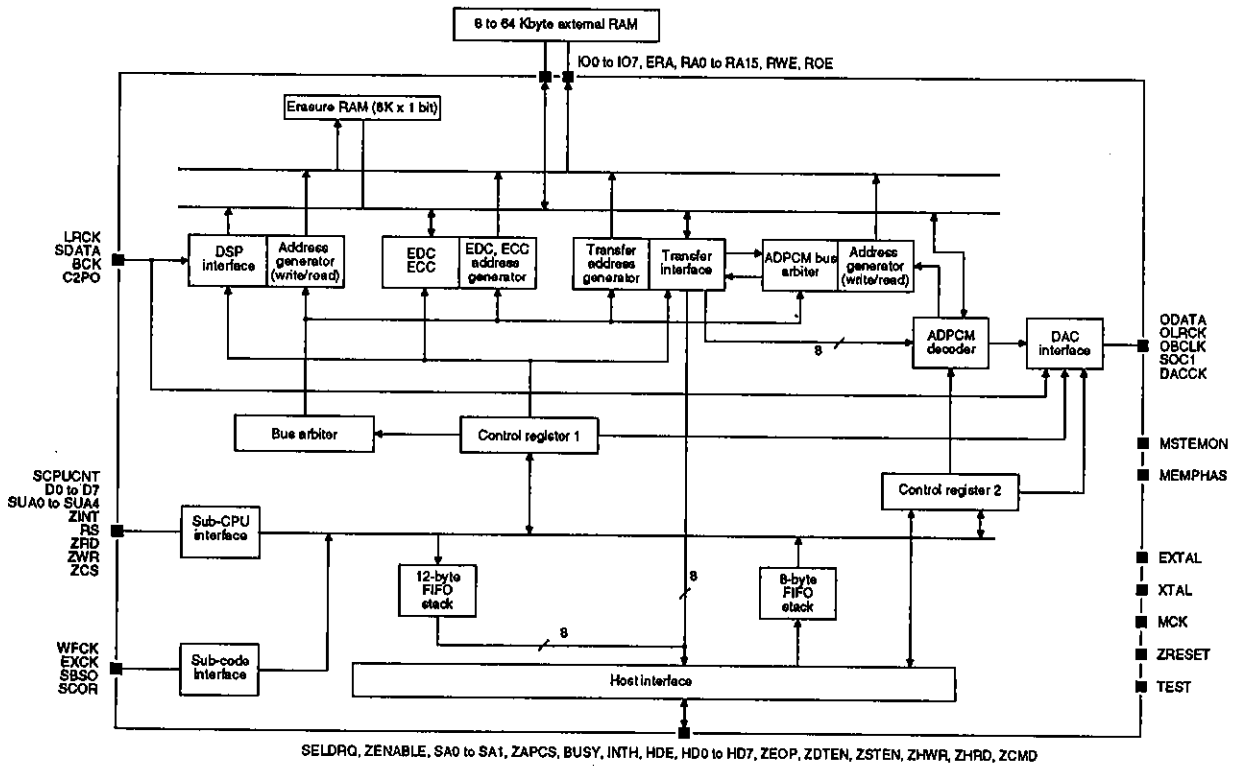 8 to 64 Kbyte external RAM
IO0 to IO7, ERA, RA0 to RA15, RWE, ROE
Erasure RAM (8K x 1 bit)
LRCK
SDATA
BCK
C2PO
DSP
interface
Address
generator
(write/read)
EDC
ECC
EDC, ECC
address
generator
Transfer
address
generator
Transfer
interface
ADPCM bus
arbiter
Address
generator
(write/read)
8
ADPCM
decoder
DAC
interface
ODATA
OLRCK
OBCLK
SOC1
DACCK
Bus arbiter
Control register 1
MSTEMON
MEMPHAS
Control register 2
SCPUCNT
D0 to D7
SUA0 to SUA4
ZINT
RS
ZRD
ZWR
ZCS
Sub-CPU
interface
12-byte
FIFO
stack
8
8-byte
FIFO
stack
EXTAL
XTAL
MCK
ZRESET
TEST
8
WFCK
EXCK
SBSO
SCOR
Sub-code
interface
Host interface
SELDRQ, ZENABLE, SA0 to SA1, ZAPCS, BUSY, INTH, HDE, HD0 to HD7, ZEOP, ZDTEN, ZSTEN, ZHWR, ZHRD, ZCMD